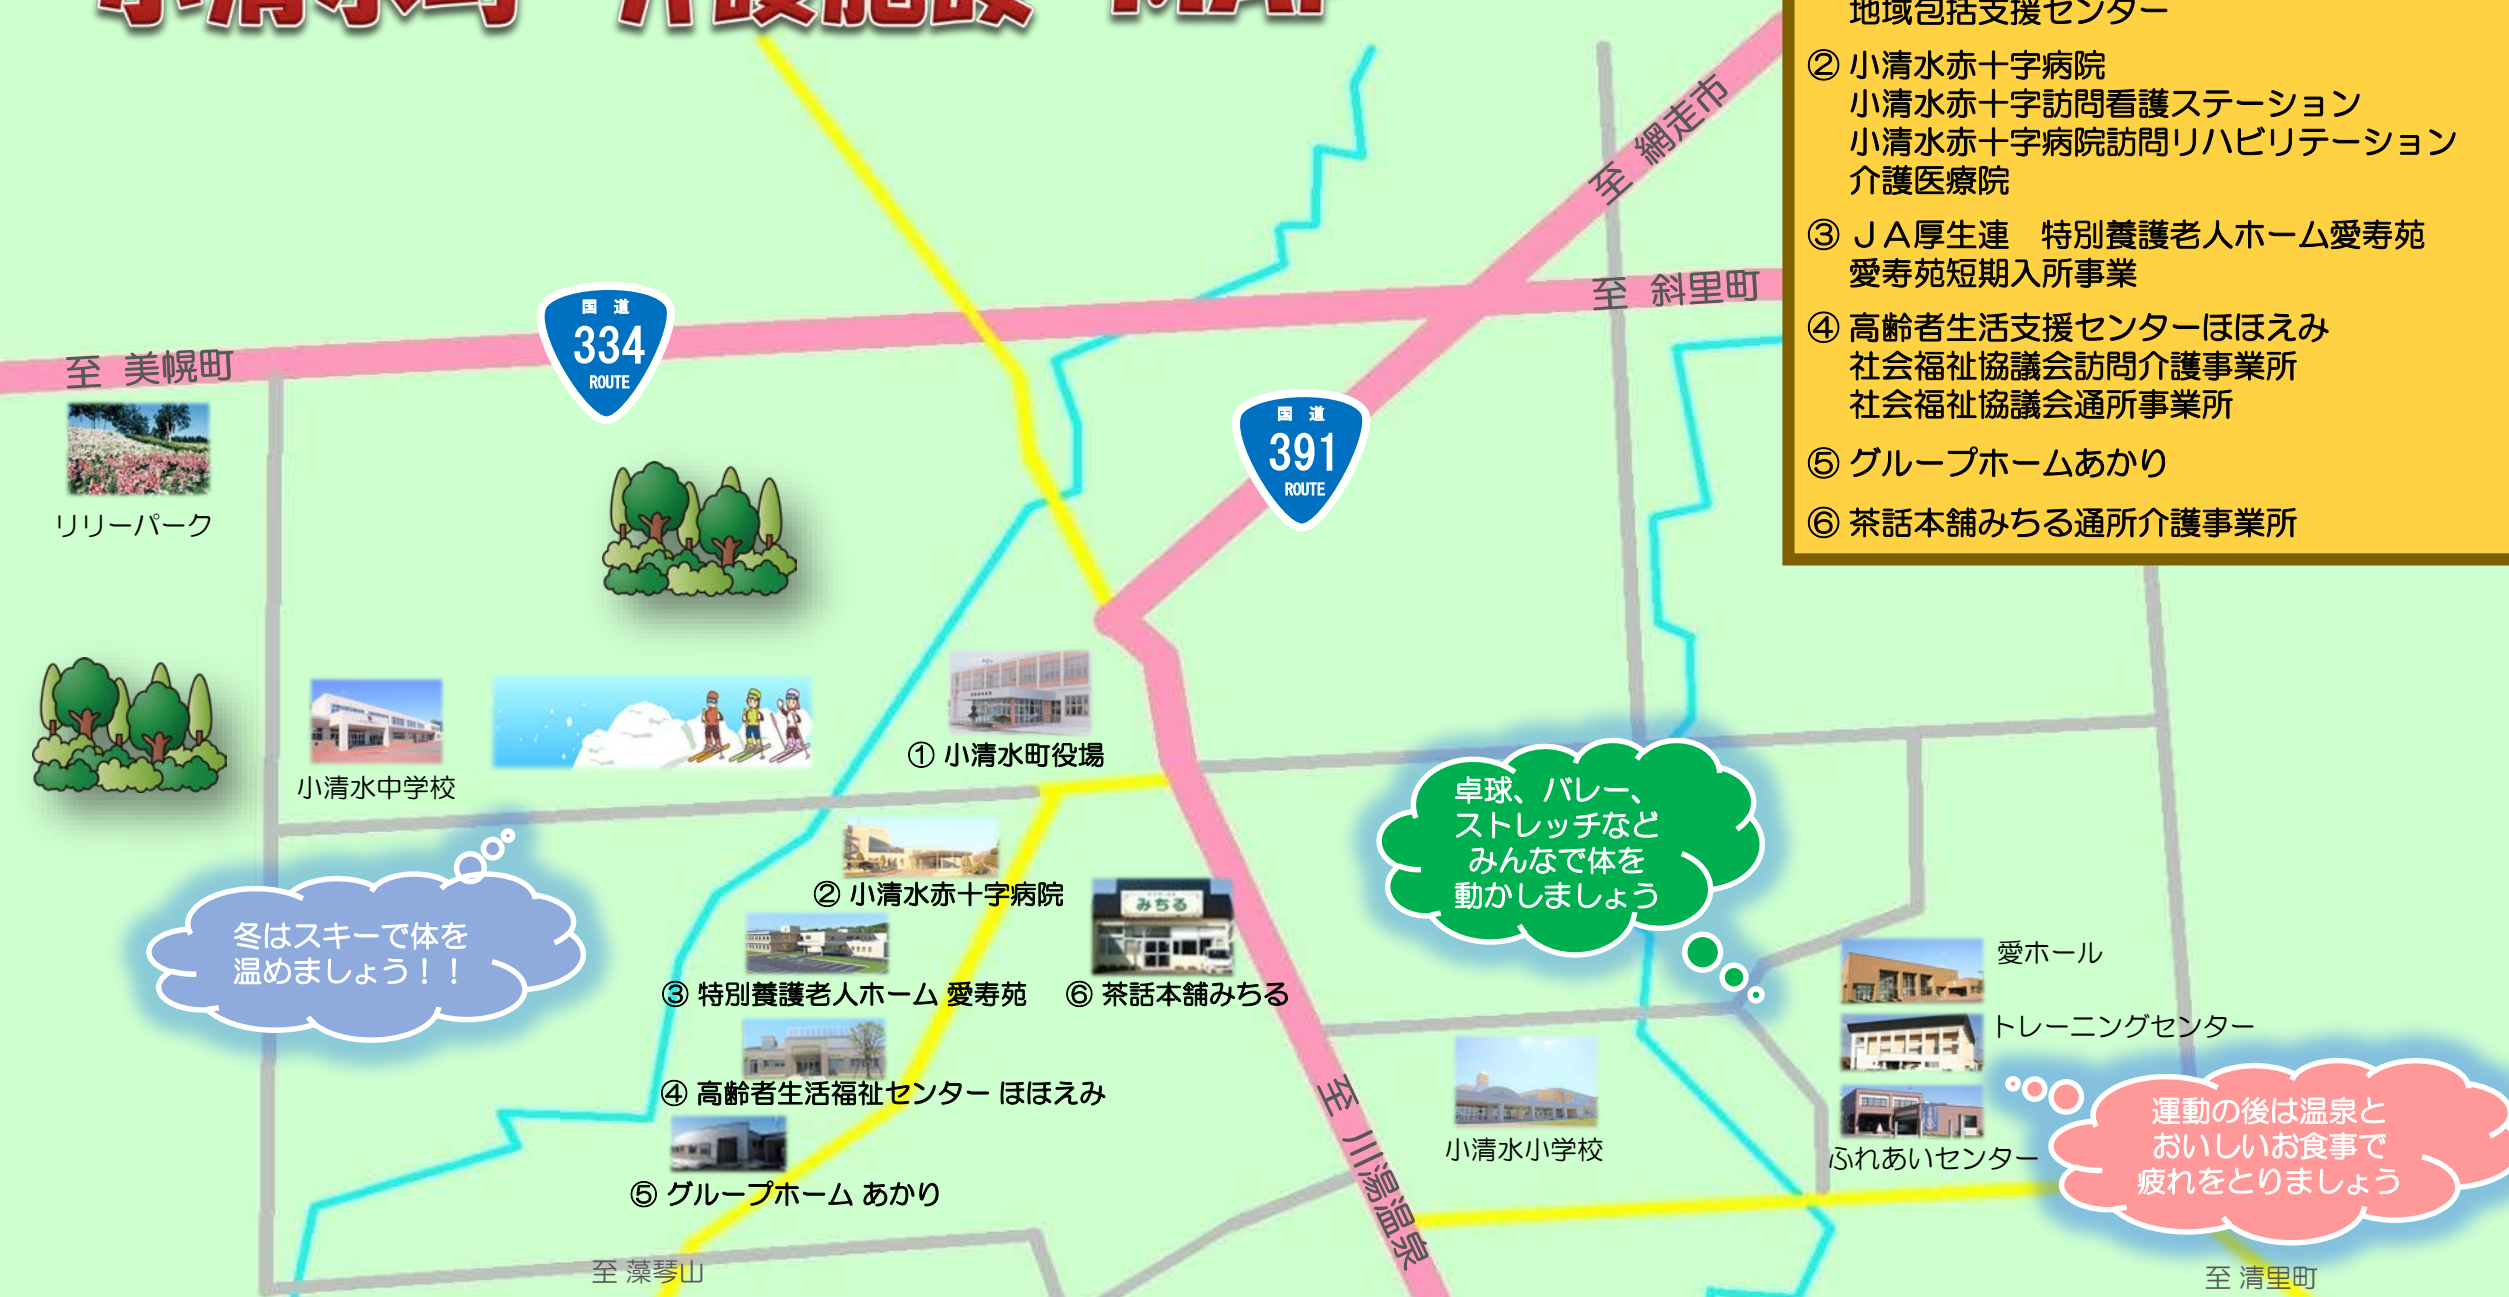 小清水町 介護施設 MAP
地域包括支援センター
② 小清水赤十字病院
小清水赤十字訪問看護ステーション
小清水赤十字病院訪問リハビリテーション
介護医療院
③ ＪＡ厚生連　特別養護老人ホーム愛寿苑
愛寿苑短期入所事業
④ 高齢者生活支援センターほほえみ
社会福祉協議会訪問介護事業所
社会福祉協議会通所事業所
⑤ グループホームあかり
⑥ 茶話本舗みちる通所介護事業所
至 網走市
至 斜里町
国道
334
ROUTE
至 美幌町
国道
391
ROUTE
リリーパーク
① 小清水町役場
小清水中学校
卓球、バレー、
ストレッチなど
みんなで体を
動かしましょう
② 小清水赤十字病院
みちる
冬はスキーで体を
温めましょう！！
愛ホール
③ 特別養護老人ホーム 愛寿苑
⑥ 茶話本舗みちる
トレーニングセンター
④ 高齢者生活福祉センター ほほえみ
至 川湯温泉
運動の後は温泉と
おいしいお食事で
疲れをとりましょう
小清水小学校
ふれあいセンター
⑤ グループホーム あかり
至 藻琴山
至 清里町